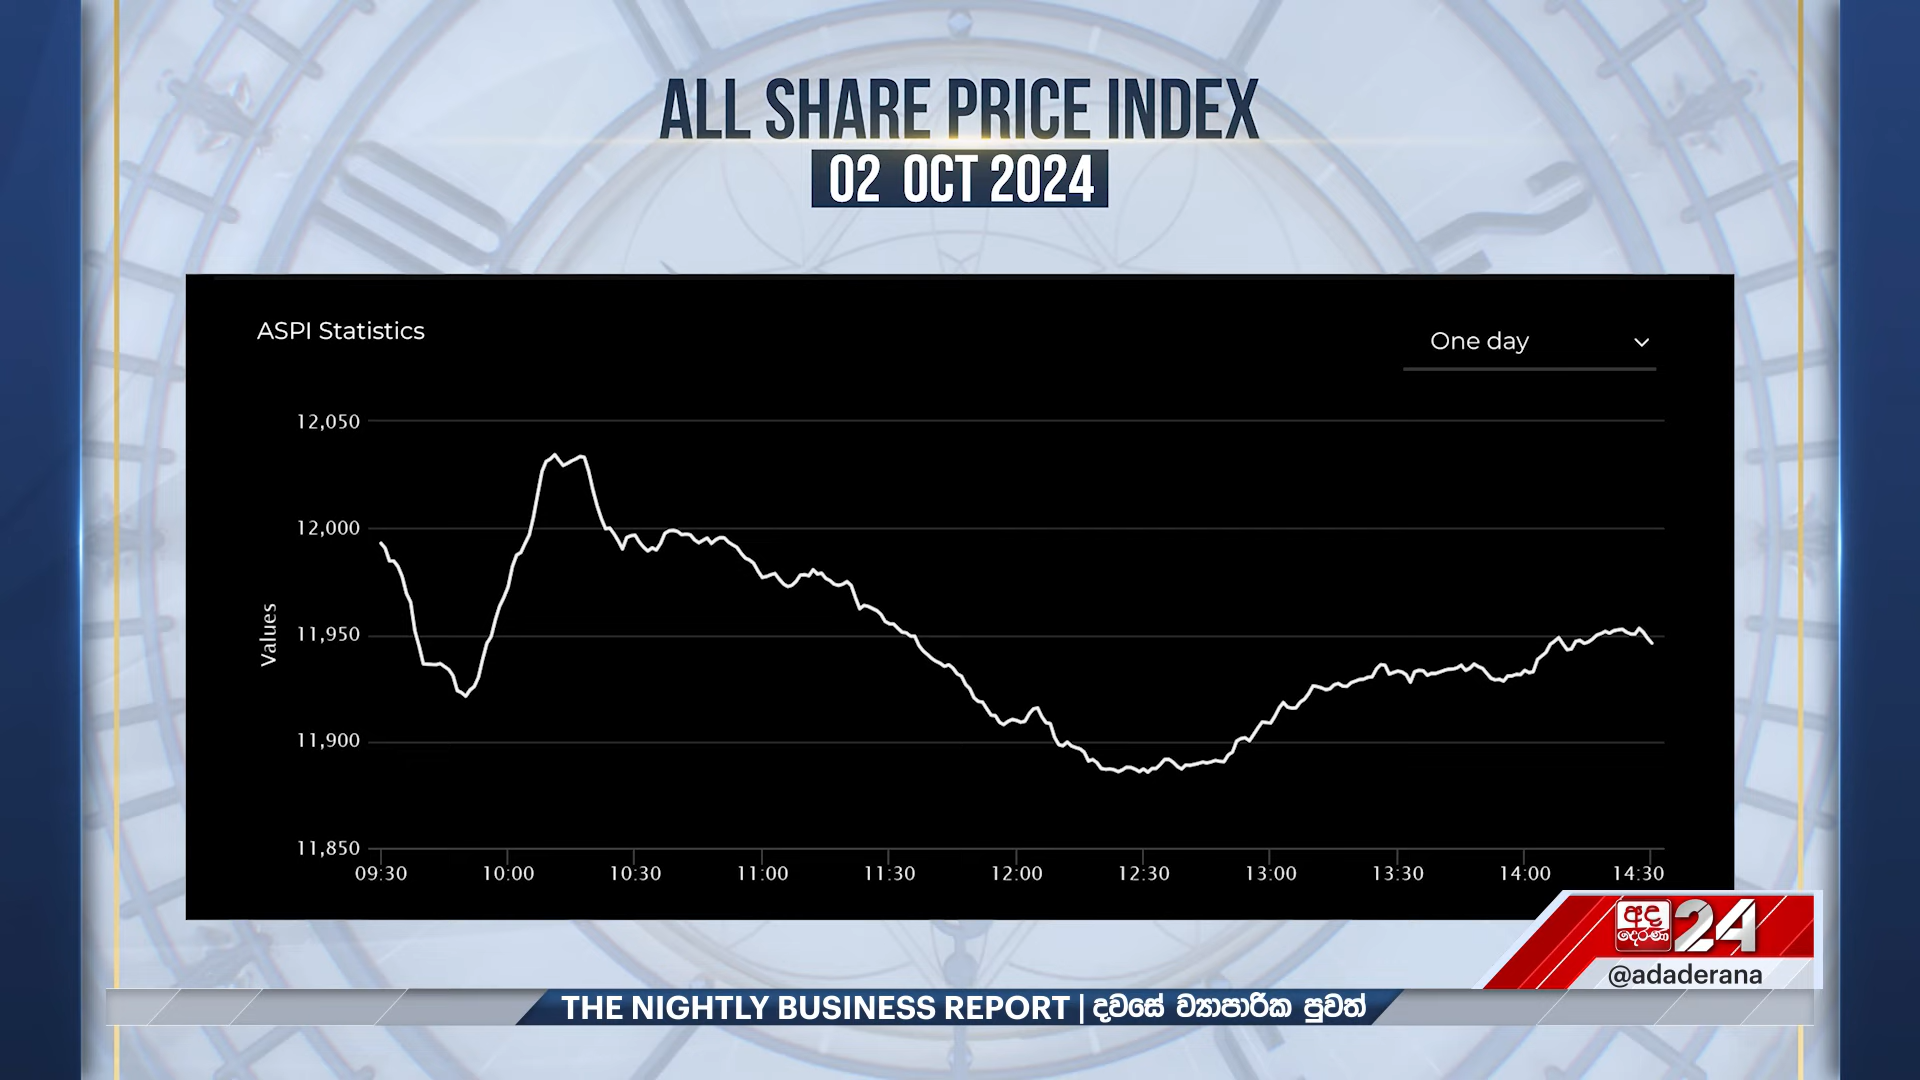 ALL SHARE PRICE INDEX
02 OCT 2024
ASPI Statistics
One day
12,050
12,000
11,950
11,900
11,850
Values
09:30 10:00 10:30 11:00 11:30 12:00 12:30 13:00 13:30 14:00 14:30
අද
දෙරණ
24
@adaderana
THE NIGHTLY BUSINESS REPORT | දවසේ ව්‍යාපාරික පුවත්